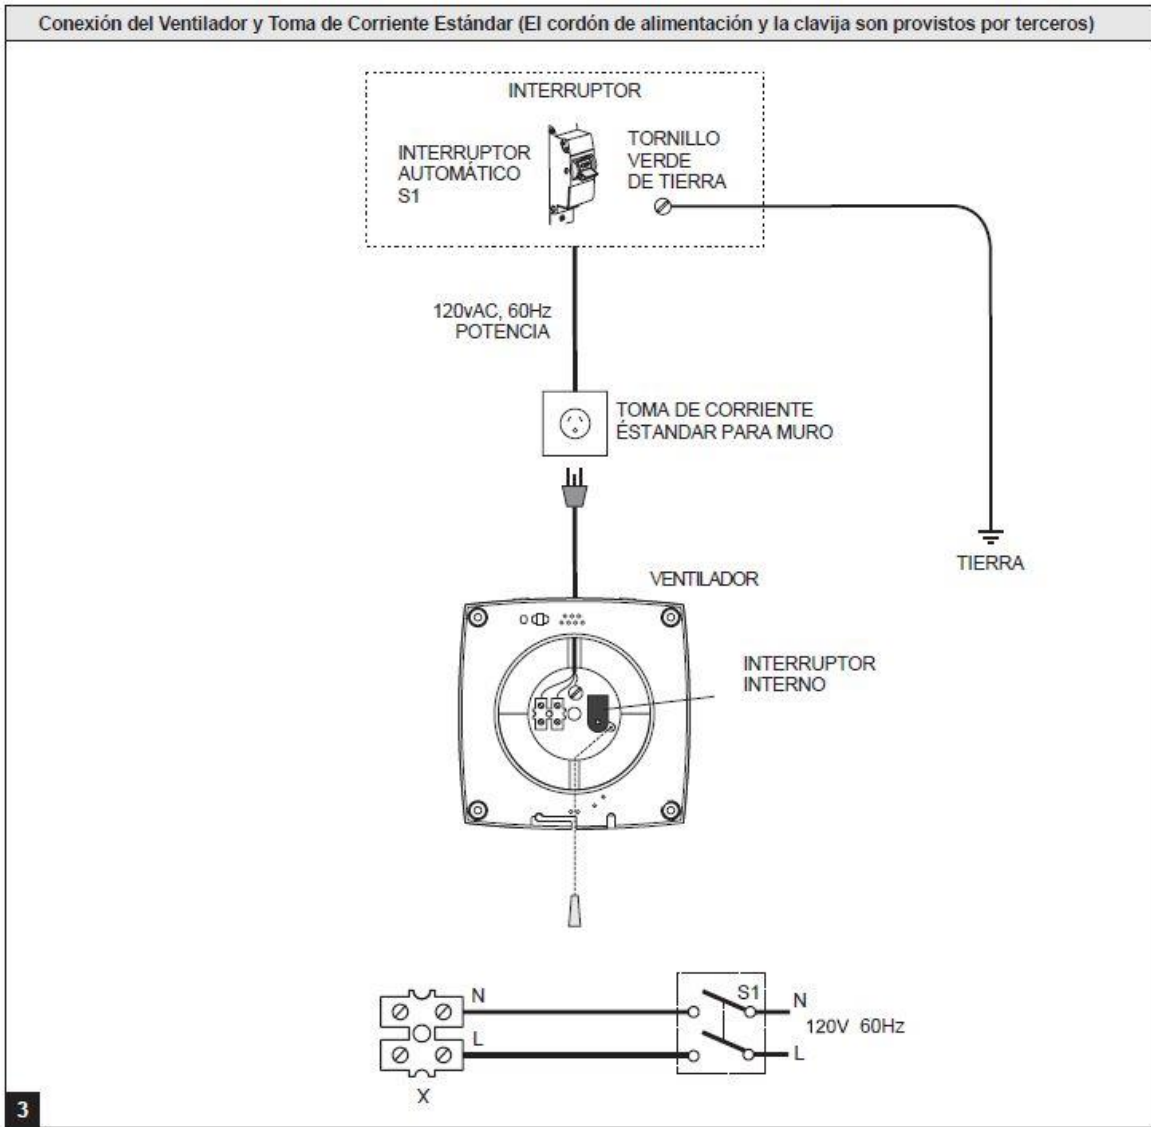 Conexión del Ventilador y Toma de Corriente Estándar (El cordón de alimentación y la clavija son provistos por terceros)
INTERRUPTOR
INTERRUPTOR
AUTOMÁTICO
S1
TORNILLO
VERDE
DE TIERRA
120vAC, 60Hz
POTENCIA
TOMA DE CORRIENTE
ÉSTANDAR PARA MURO
TIERRA
VENTILADOR
INTERRUPTOR
INTERNO
N
S1
N
120V 60Hz
L
L
X
3